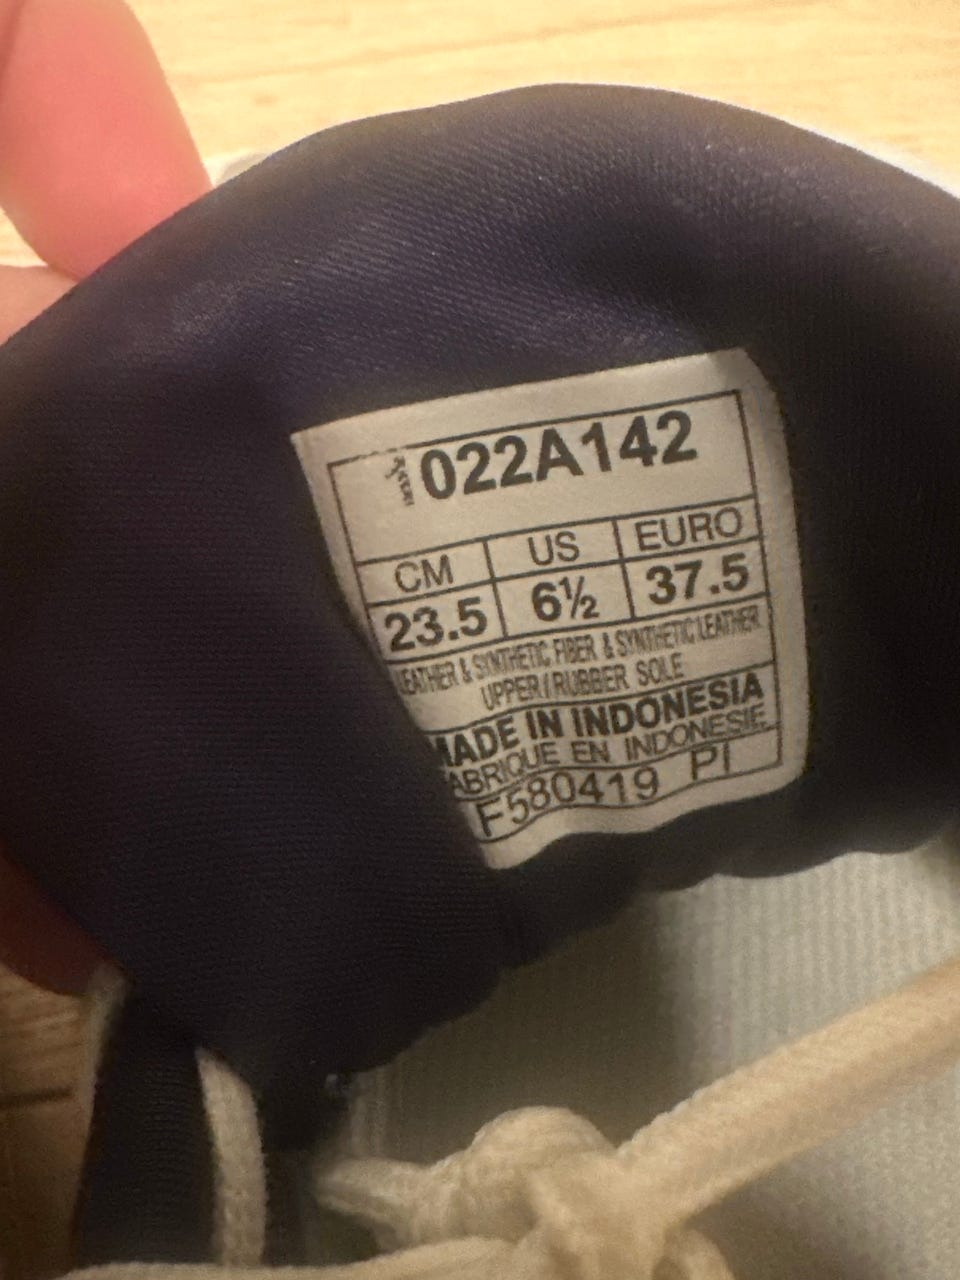 022A142
CM US EURO
23.5 6½ 37.5
LEATHER & SYNTHETIC FIBER & SYNTHETIC LEATHER
UPPER / RUBBER SOLE
MADE IN INDONESIA
FABRIQUE EN INDONESIE
F580419 PI